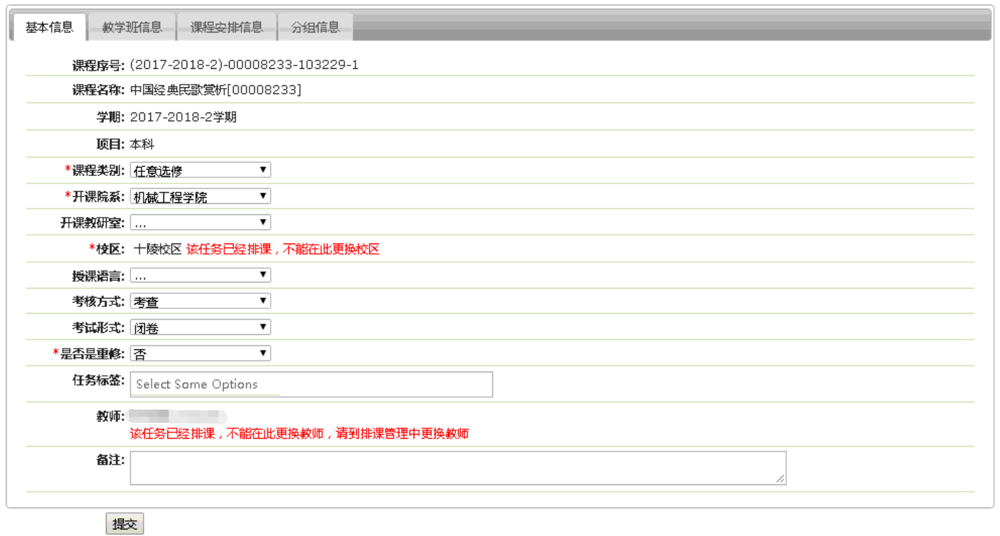 基本信息 教学班信息 课程安排信息 分组信息
课程序号: (2017-2018-2)-00008233-103229-1
课程名称: 中国经典民歌赏析[00008233]
学期: 2017-2018-2学期
项目: 本科
*课程类别: 任意选修
*开课院系: 机械工程学院
开课教研室: ...
*校区: 十陵校区 该任务已经排课，不能在此更换校区
授课语言: ...
考核方式: 考查
考试形式: 闭卷
*是否是重修: 否
任务标签: Select Some Options
教师:
该任务已经排课，不能在此更换教师，请到排课管理中更换教师
备注:
提交